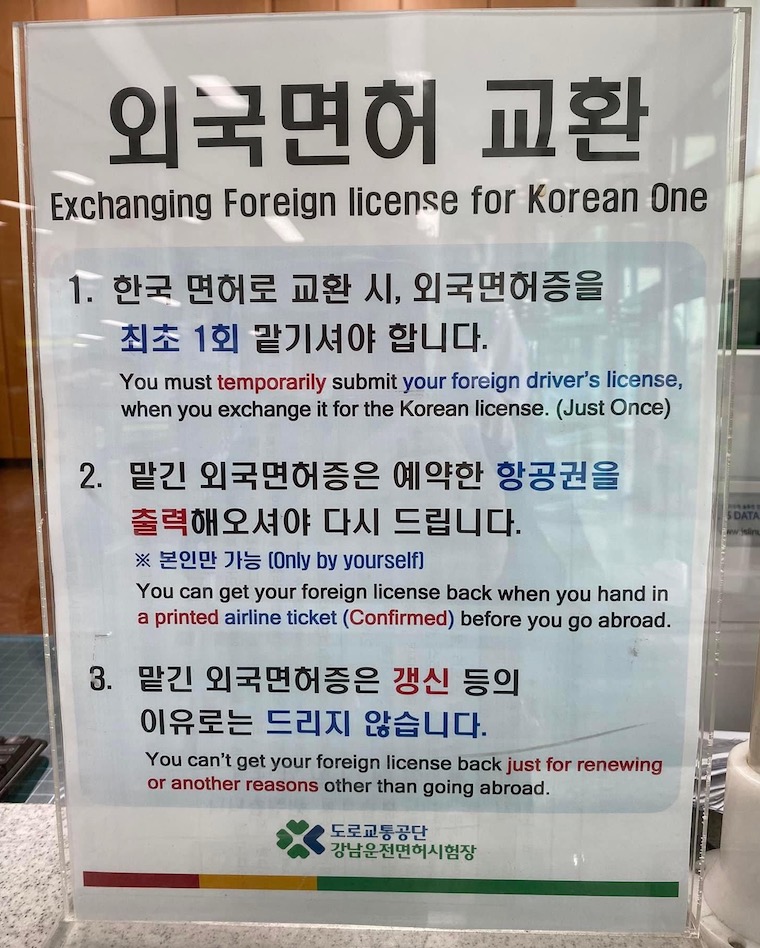 외국면허 교환
Exchanging Foreign license for Korean One
1. 한국 면허로 교환 시, 외국면허증을
최초 1회 맡기셔야 합니다.
You must temporarily submit your foreign driver's license,
when you exchange it for the Korean license. (Just Once)
2. 맡긴 외국면허증은 예약한 항공권을
출력해오셔야 다시 드립니다.
※ 본인만 가능 (Only by yourself)
You can get your foreign license back when you hand in
a printed airline ticket (Confirmed) before you go abroad.
3. 맡긴 외국면허증은 갱신 등의
이유로는 드리지 않습니다.
You can't get your foreign license back just for renewing
or another reasons other than going abroad.
도로교통공단
강남운전면허시험장
DATA